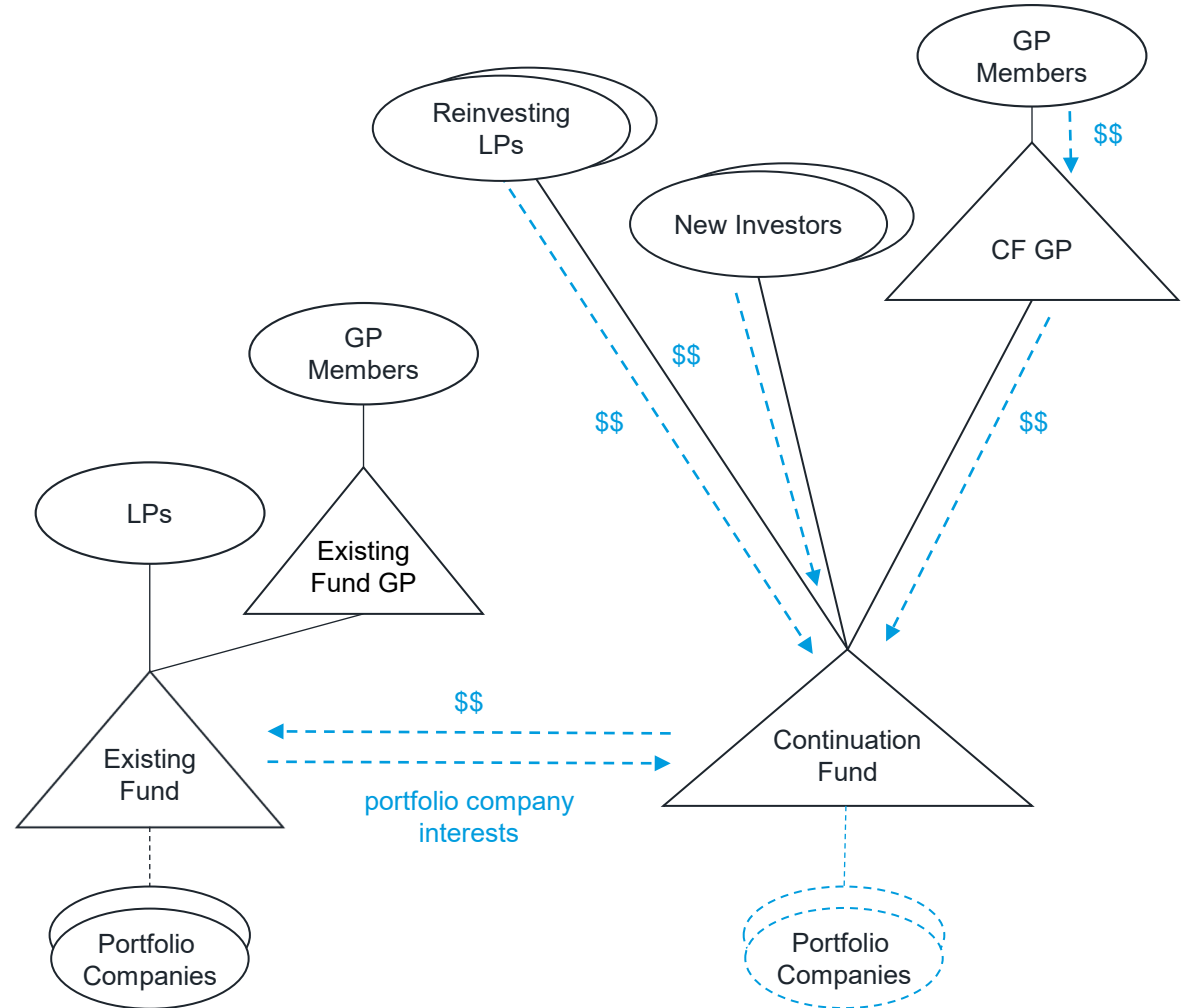 GP
Members
$$
CF GP
Reinvesting
LPs
New Investors
$$
$$
$$
GP
Members
Existing
Fund GP
LPs
Existing
Fund
$$
portfolio company
interests
Continuation
Fund
Portfolio
Companies
Portfolio
Companies